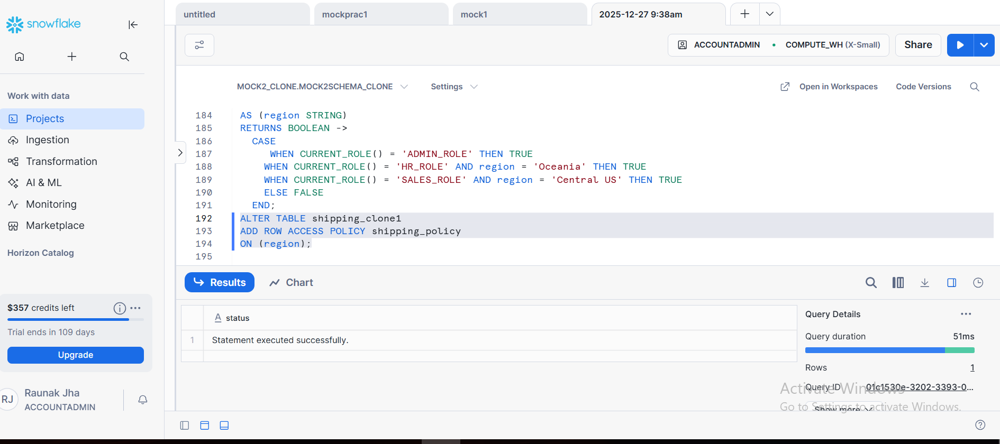 snowflake
Work with data
Projects
Ingestion
Transformation
AI & ML
Monitoring
Marketplace
Horizon Catalog
$357 credits left
Trial ends in 109 days
Upgrade
RJ
Raunak Jha
ACCOUNTADMIN
untitled
mockprac1
mock1
2025-12-27 9:38am
ACCOUNTADMIN
COMPUTE_WH (X-Small)
Share
MOCK2_CLONE.MOCK2SCHEMA_CLONE
Settings
Open in Workspaces
Code Versions
184 AS (region STRING)
185 RETURNS BOOLEAN ->
186 CASE
187 WHEN CURRENT_ROLE() = 'ADMIN_ROLE' THEN TRUE
188 WHEN CURRENT_ROLE() = 'HR_ROLE' AND region = 'Oceania' THEN TRUE
189 WHEN CURRENT_ROLE() = 'SALES_ROLE' AND region = 'Central US' THEN TRUE
190 ELSE FALSE
191 END;
192 ALTER TABLE shipping_clone1
193 ADD ROW ACCESS POLICY shipping_policy
194 ON (region);
195
Results
Chart
A status
1 Statement executed successfully.
Query Details
Query duration 51ms
Rows 1
Query ID 01c1530e-3202-3393-0...
Show more
Activate Windows
Go to Settings to activate Windows.